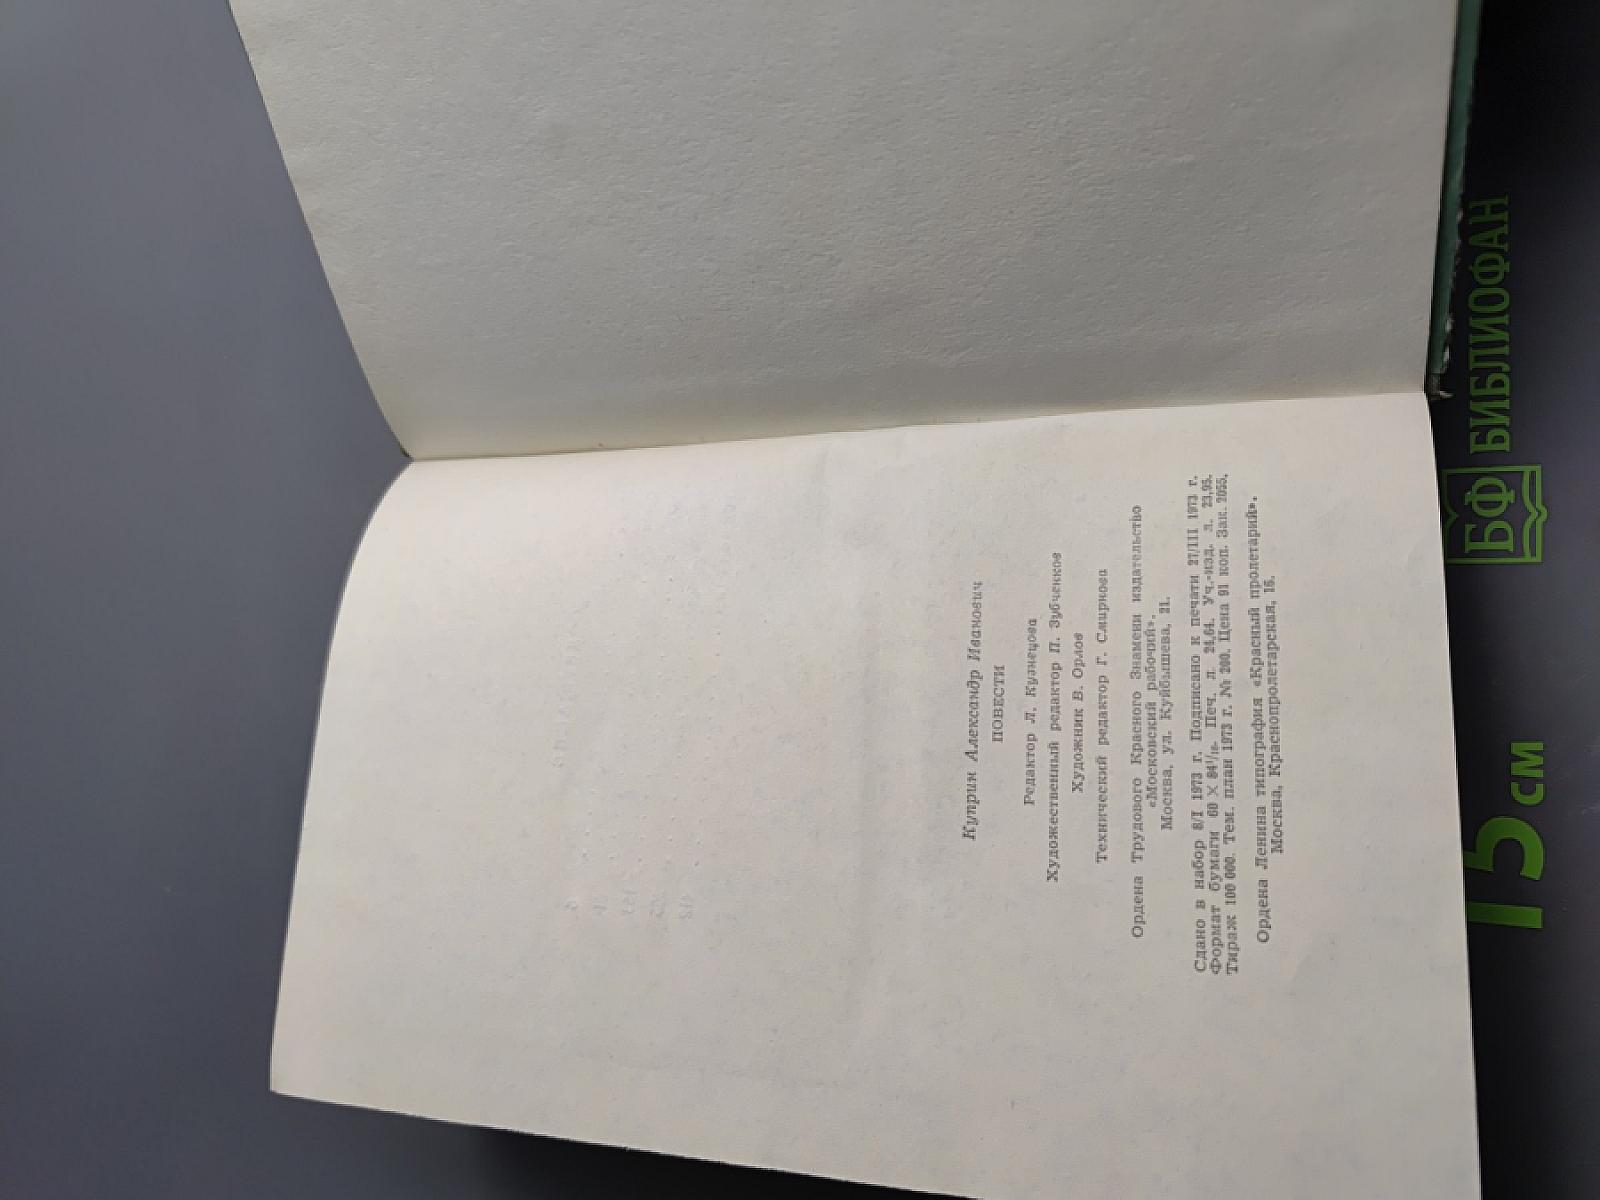 Куприн Александр Иванович
ПОВЕСТИ
Редактор Л. Кузнецова
Художественный редактор П. Зубченков
Художник В. Орлов
Технический редактор Г. Смирнова
Ордена Трудового Красного Знамени издательство
«Московский рабочий».
Москва, ул. Куйбышева, 21.
Сдано в набор 8/I 1973 г. Подписано к печати 27/III 1973 г.
Формат бумаги 60 × 84¹/₁₆. Печ. л. 24,64. Уч.-изд. л. 23,95.
Тираж 100 000. Тем. план 1973 г. № 200. Цена 91 коп. Зак. 2055.
Ордена Ленина типография «Красный пролетарий».
Москва, Краснопролетарская, 16.
15 см
БФ БИБЛИОФАН